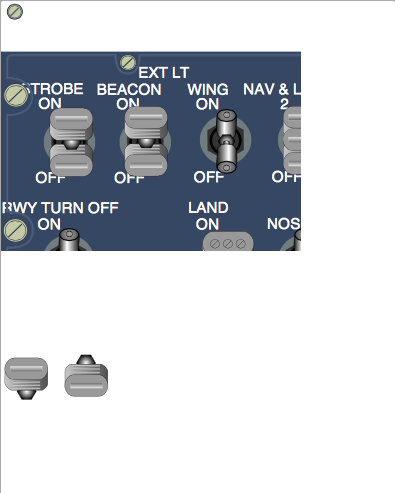 EXT LT
STROBE BEACON WING NAV & L
ON ON ON 2
OFF OFF OFF OFF
RWY TURN OFF LAND
ON ON NOS